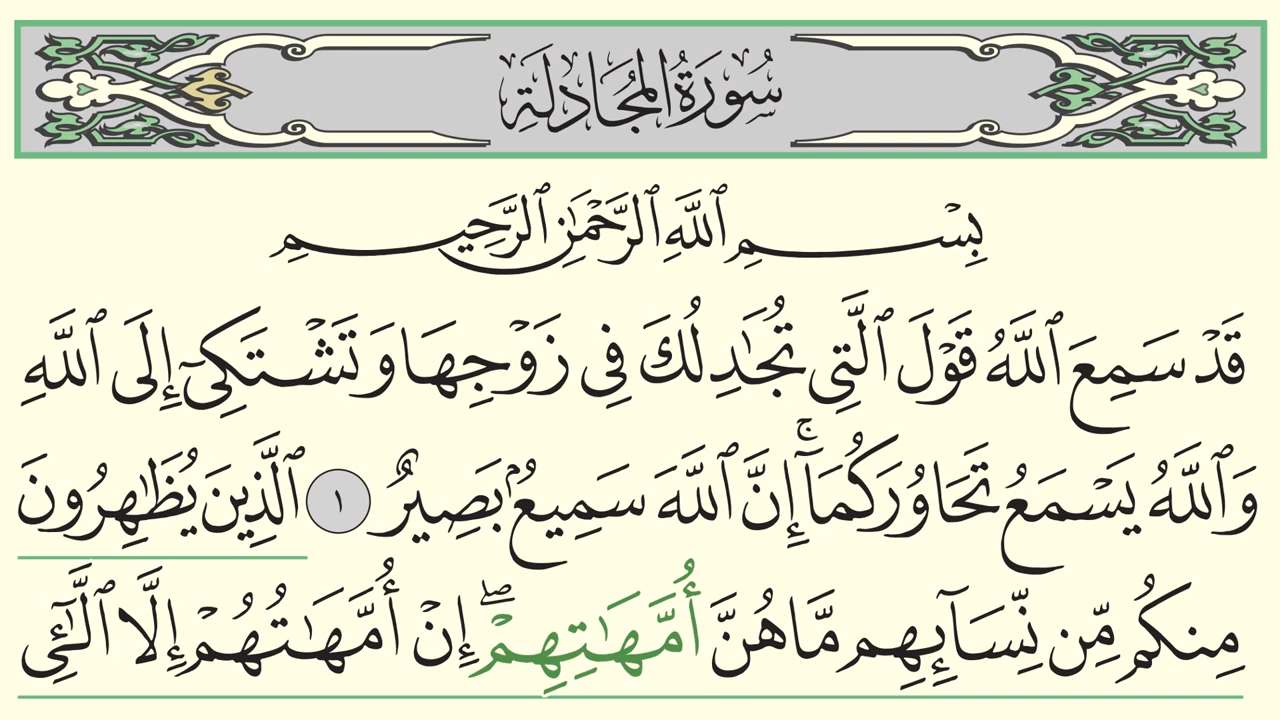 سُورَةُ المُجَادلَة
بِسْمِ ٱللَّهِ ٱلرَّحْمَٰنِ ٱلرَّحِيمِ
قَدْ سَمِعَ ٱللَّهُ قَوْلَ ٱلَّتِى تُجَٰدِلُكَ فِى زَوْجِهَا وَتَشْتَكِىٓ إِلَى ٱللَّهِ
وَٱللَّهُ يَسْمَعُ تَحَاوُرَكُمَآ ۚ إِنَّ ٱللَّهَ سَمِيعٌۢ بَصِيرٌ ١ ٱلَّذِينَ يُظَٰهِرُونَ
مِنكُم مِّن نِّسَآئِهِم مَّا هُنَّ أُمَّهَٰتِهِمْ ۖ إِنْ أُمَّهَٰتُهُمْ إِلَّا ٱلَّٰٓـِٔى